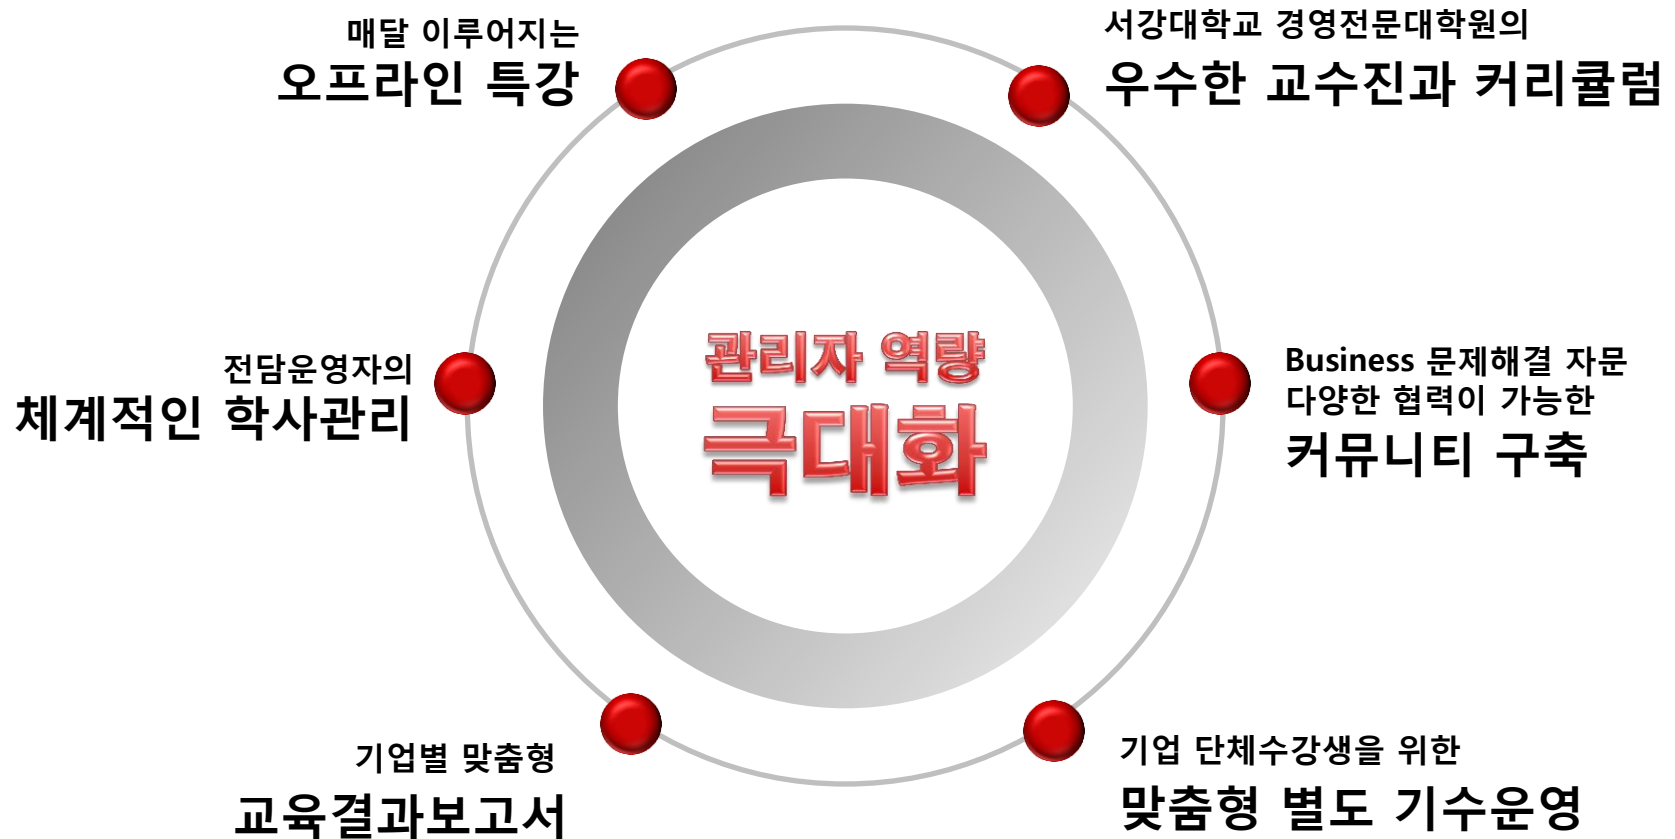 매달 이루어지는
오프라인 특강
서강대학교 경영전문대학원의
우수한 교수진과 커리큘럼
전담운영자의
체계적인 학사관리
관리자 역량
극대화
Business 문제해결 자문
다양한 협력이 가능한
커뮤니티 구축
기업별 맞춤형
교육결과보고서
기업 단체수강생을 위한
맞춤형 별도 기수운영